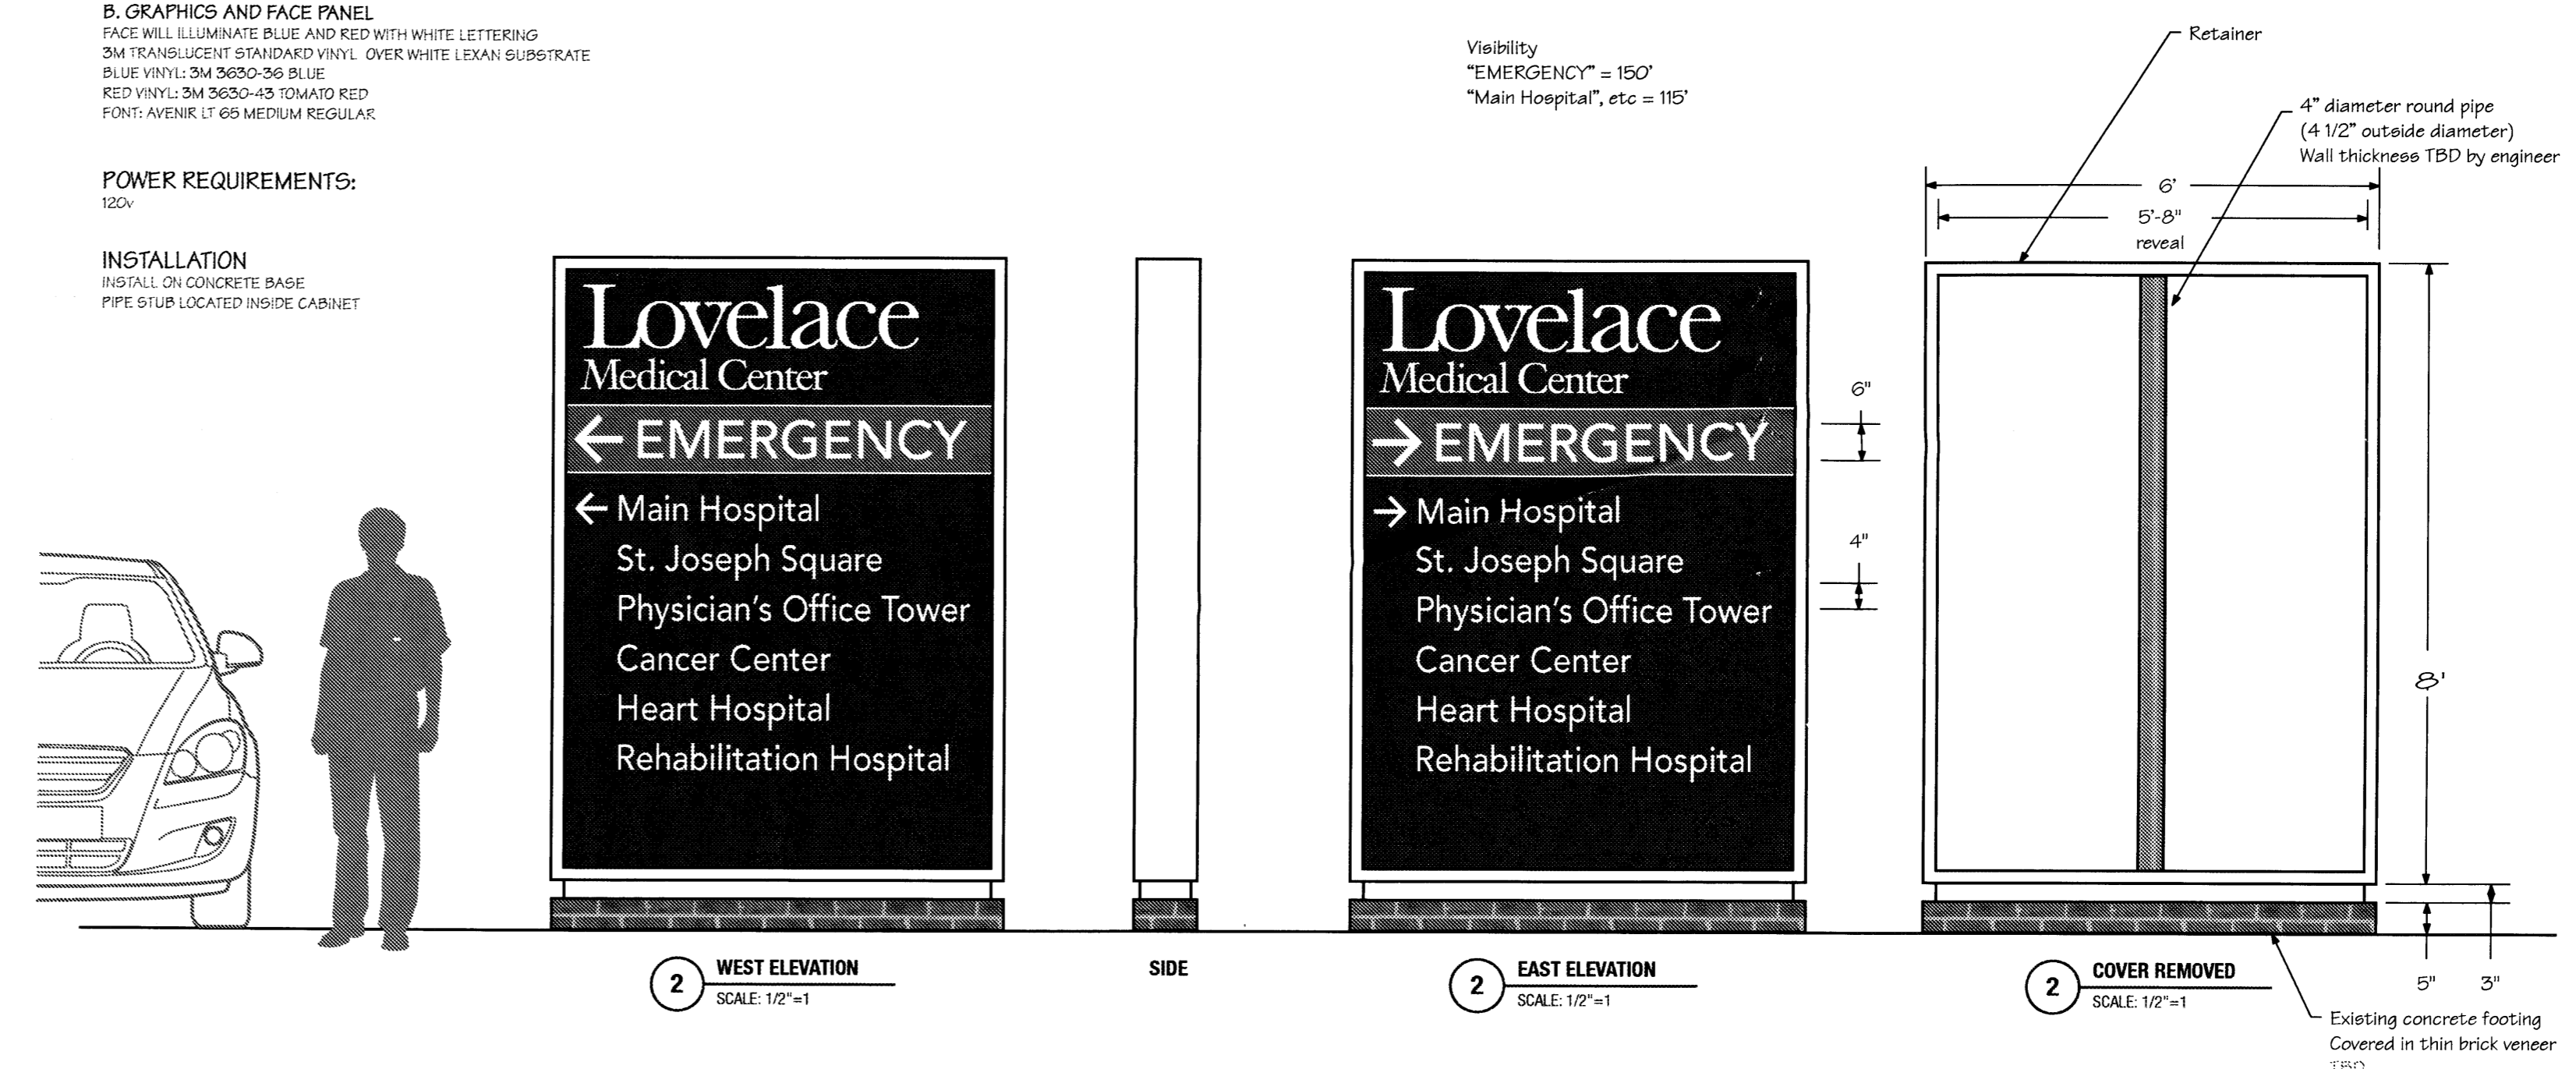 B. GRAPHICS AND FACE PANEL
FACE WILL ILLUMINATE BLUE AND RED WITH WHITE LETTERING
3M TRANSLUCENT STANDARD VINYL OVER WHITE LEXAN SUBSTRATE
BLUE VINYL: 3M 3630-36 BLUE
RED VINYL: 3M 3630-43 TOMATO RED
FONT: AVENIR LT 65 MEDIUM REGULAR
POWER REQUIREMENTS:
120v
INSTALLATION
INSTALL ON CONCRETE BASE
PIPE STUB LOCATED INSIDE CABINET
Visibility
“EMERGENCY” = 150’
“Main Hospital”, etc = 115’
Retainer
4” diameter round pipe
(4 1/2” outside diameter)
Wall thickness TBD by engineer
6’
5’-8”
reveal
Lovelace
Medical Center
← EMERGENCY
← Main Hospital
St. Joseph Square
Physician’s Office Tower
Cancer Center
Heart Hospital
Rehabilitation Hospital
Lovelace
Medical Center
→ EMERGENCY
→ Main Hospital
St. Joseph Square
Physician’s Office Tower
Cancer Center
Heart Hospital
Rehabilitation Hospital
6”
4”
8’
5”
3”
2
WEST ELEVATION
SCALE: 1/2"=1
SIDE
2
EAST ELEVATION
SCALE: 1/2"=1
2
COVER REMOVED
SCALE: 1/2"=1
Existing concrete footing
Covered in thin brick veneer
TBD